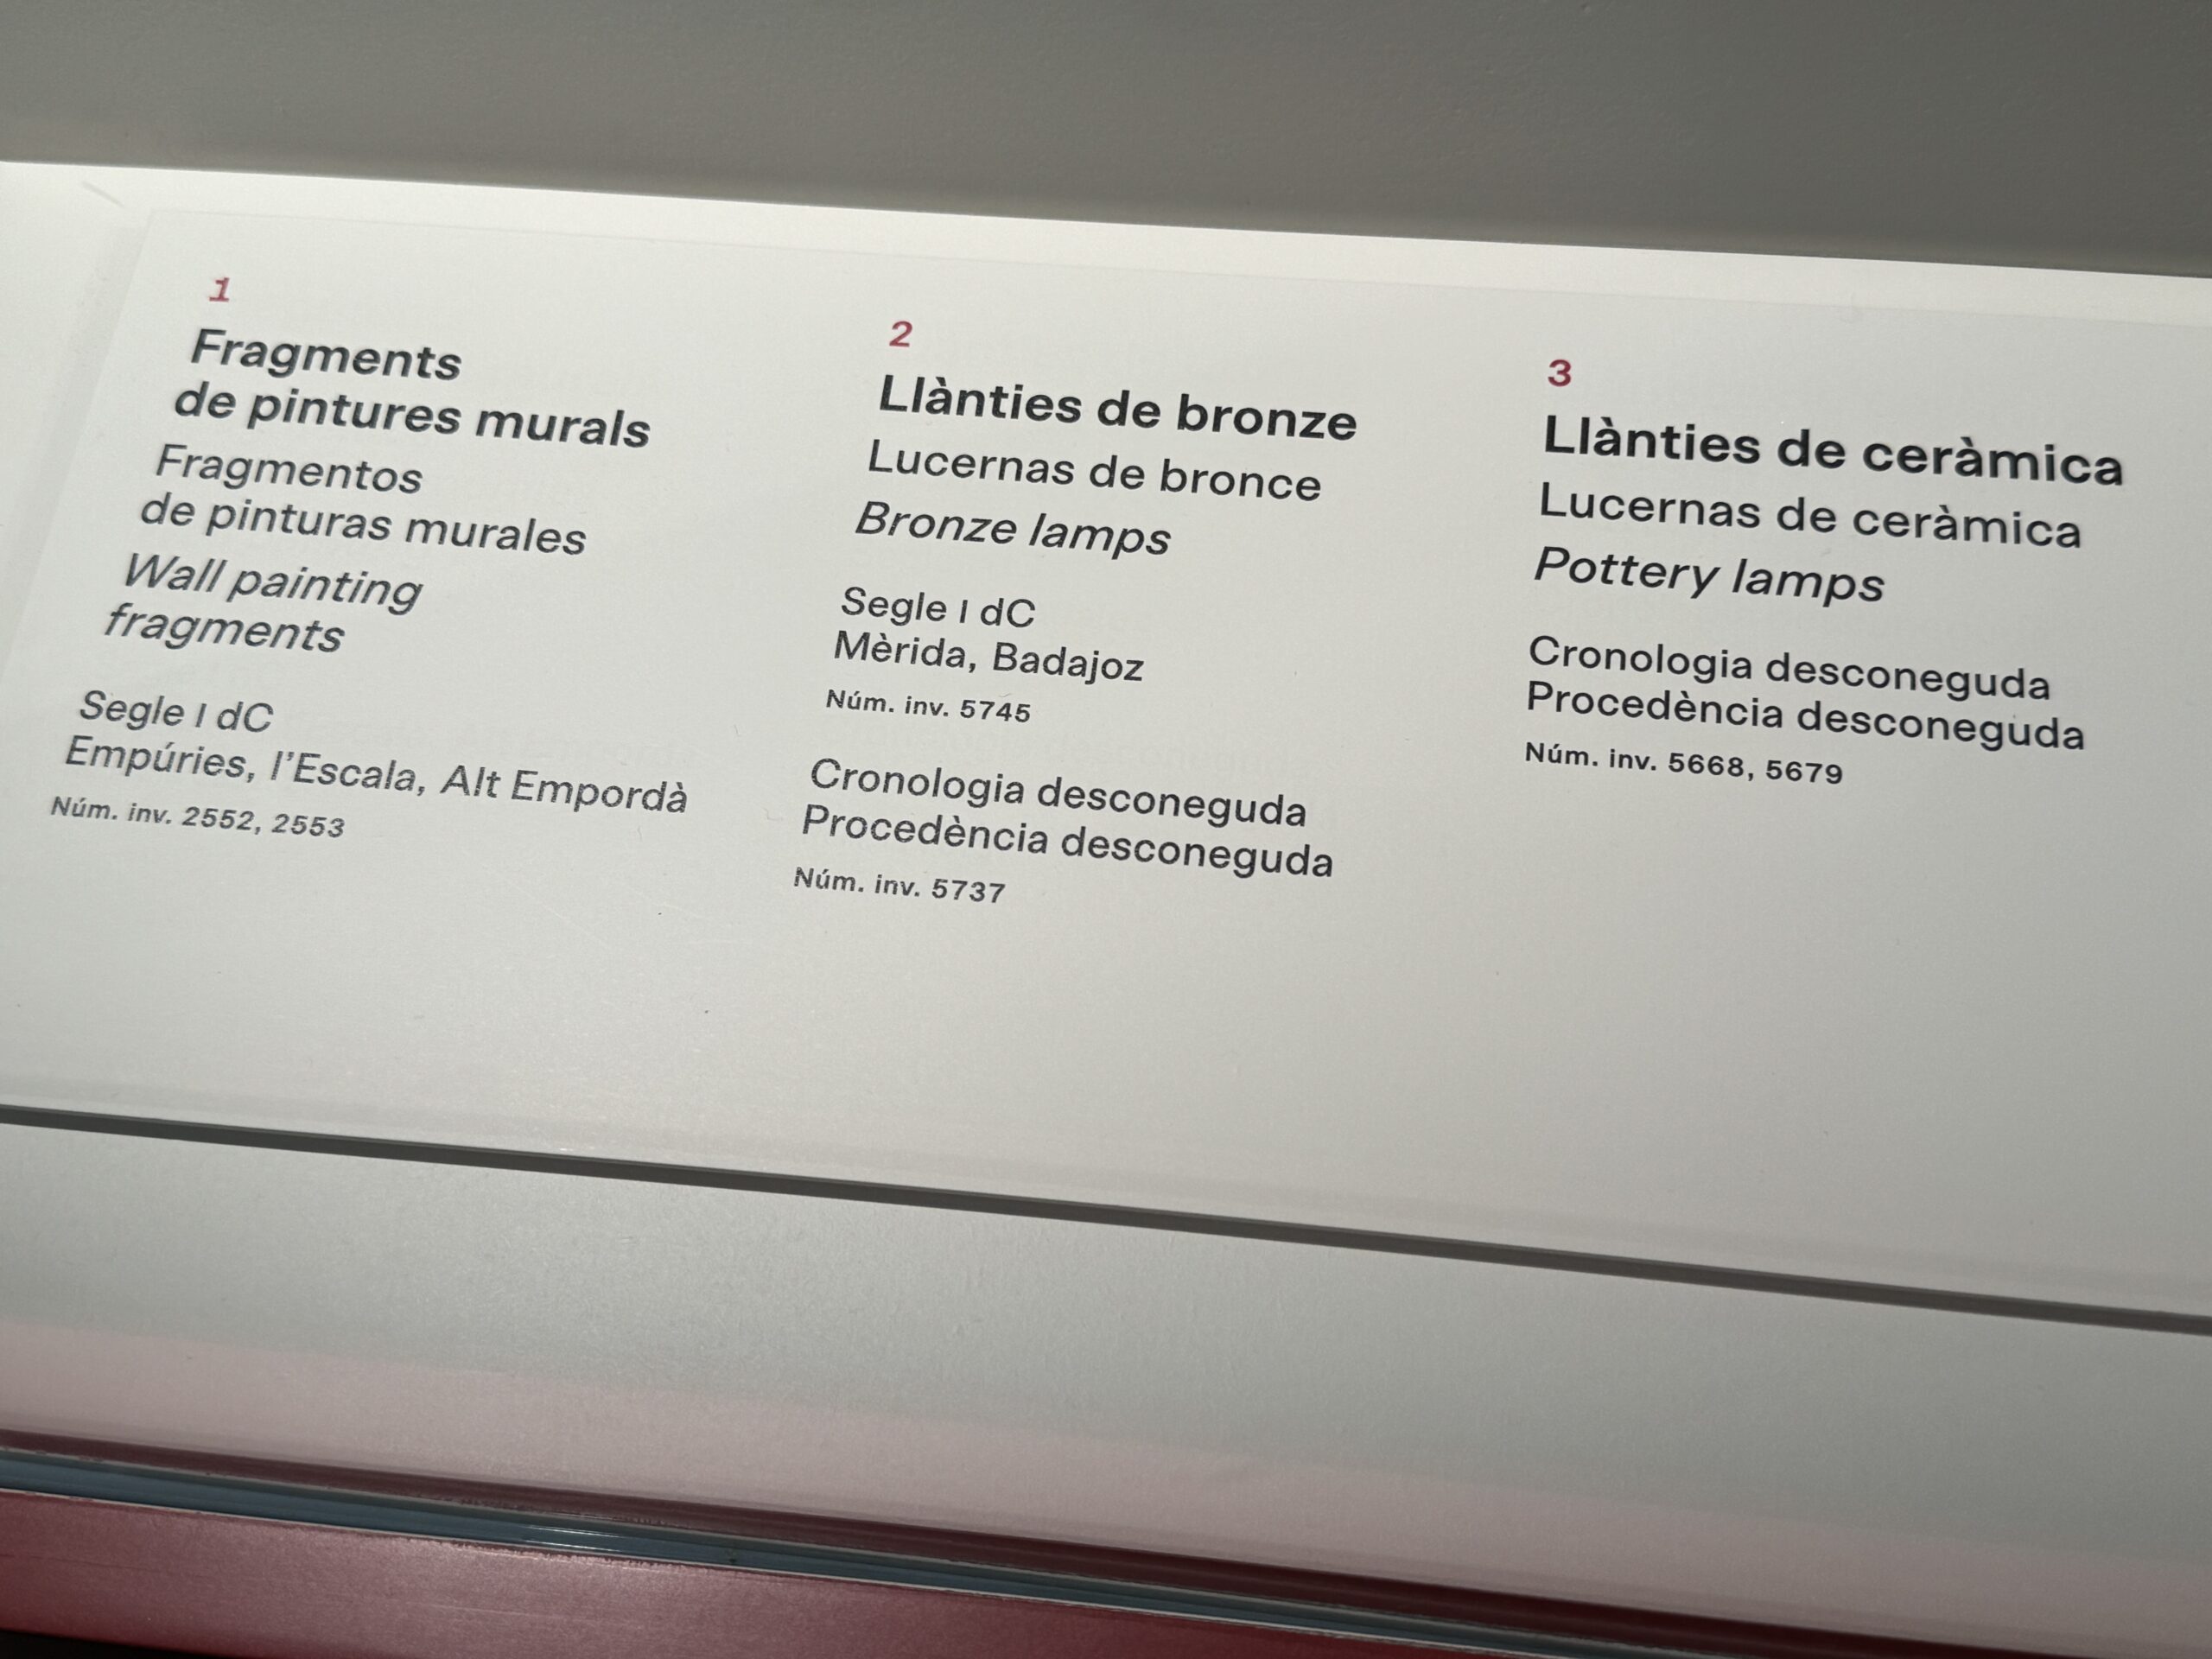 1
Fragments
de pintures murals
Fragmentos
de pinturas murales
Wall painting
fragments
Segle I dC
Empúries, l'Escala, Alt Empordà
Núm. inv. 2552, 2553
2
Llànties de bronze
Lucernas de bronce
Bronze lamps
Segle I dC
Mèrida, Badajoz
Núm. inv. 5745
Cronologia desconeguda
Procedència desconeguda
Núm. inv. 5737
3
Llànties de ceràmica
Lucernas de ceràmica
Pottery lamps
Cronologia desconeguda
Procedència desconeguda
Núm. inv. 5668, 5679